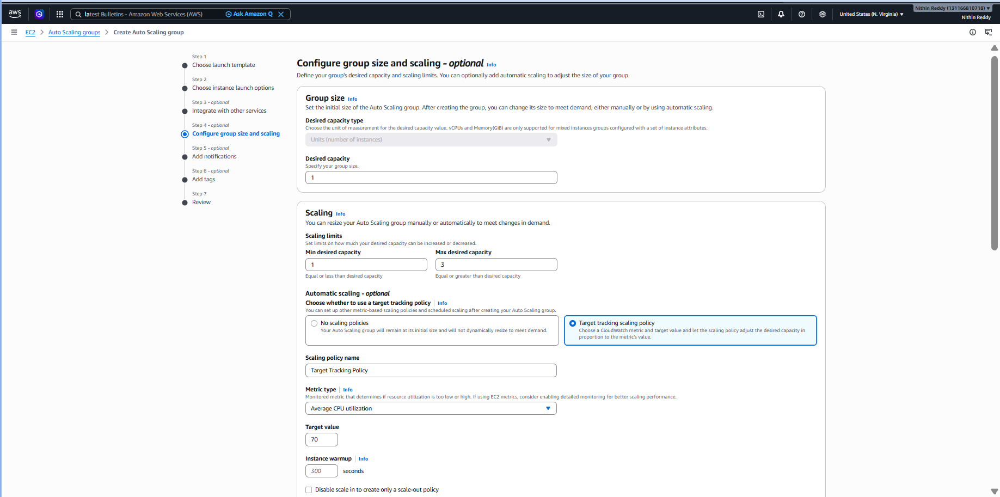 aws
latest Bulletins - Amazon Web Services (AWS)
Ask Amazon Q
United States (N. Virginia)
Nithin Reddy (131166810718)
Nithin Reddy
EC2
Auto Scaling groups
Create Auto Scaling group
Step 1
Choose launch template
Step 2
Choose instance launch options
Step 3 - optional
Integrate with other services
Step 4 - optional
Configure group size and scaling
Step 5 - optional
Add notifications
Step 6 - optional
Add tags
Step 7
Review
Configure group size and scaling - optional Info
Define your group's desired capacity and scaling limits. You can optionally add automatic scaling to adjust the size of your group.
Group size Info
Set the initial size of the Auto Scaling group. After creating the group, you can change its size to meet demand, either manually or by using automatic scaling.
Desired capacity type
Choose the unit of measurement for the desired capacity value. vCPUs and Memory(GiB) are only supported for mixed instances groups configured with a set of instance attributes.
Units (number of instances)
Desired capacity
Specify your group size.
1
Scaling Info
You can resize your Auto Scaling group manually or automatically to meet changes in demand.
Scaling limits
Set limits on how much your desired capacity can be increased or decreased.
Min desired capacity
1
Equal or less than desired capacity
Max desired capacity
3
Equal or greater than desired capacity
Automatic scaling - optional
Choose whether to use a target tracking policy Info
You can set up other metric-based scaling policies and scheduled scaling after creating your Auto Scaling group.
No scaling policies
Your Auto Scaling group will remain at its initial size and will not dynamically resize to meet demand.
Target tracking scaling policy
Choose a CloudWatch metric and target value and let the scaling policy adjust the desired capacity in
proportion to the metric's value.
Scaling policy name
Target Tracking Policy
Metric type Info
Monitored metric that determines if resource utilization is too low or high. If using EC2 metrics, consider enabling detailed monitoring for better scaling performance.
Average CPU utilization
Target value
70
Instance warmup Info
300 seconds
Disable scale in to create only a scale-out policy